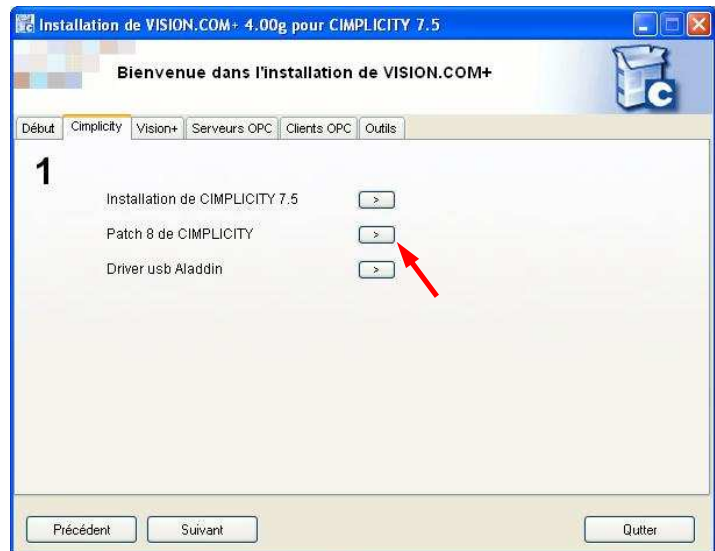 Installation de VISION.COM+ 4.00g pour CIMPLICITY 7.5
Bienvenue dans l'installation de VISION.COM+
Début Cimplicity Vision+ Serveurs OPC Clients OPC Outils
1
Installation de CIMPLICITY 7.5 >
Patch 8 de CIMPLICITY >
Driver usb Aladdin >
Précédent Suivant Qutter